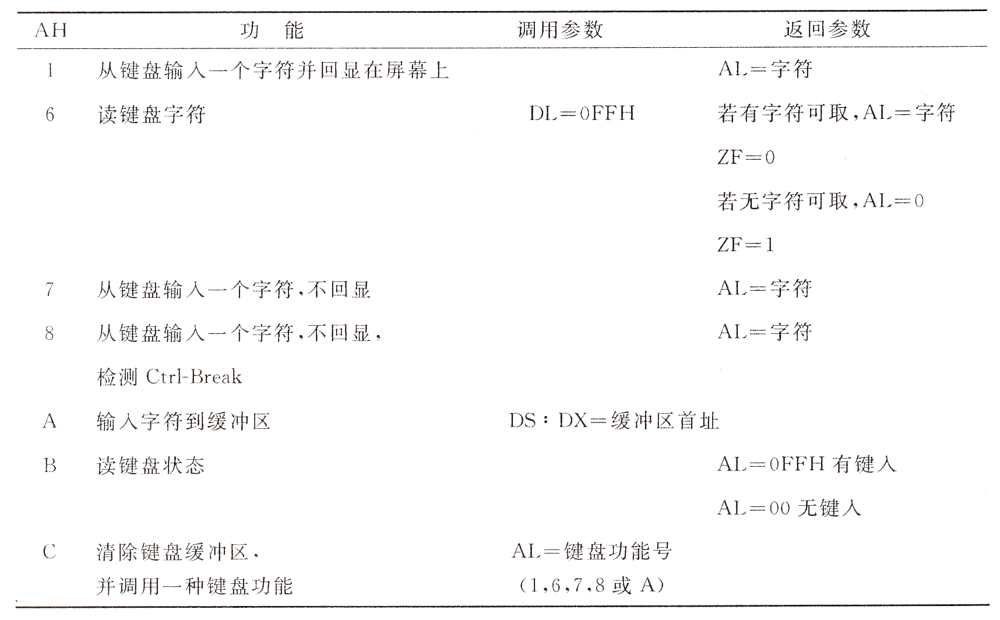 AH 功 能 调用参数 返回参数
1 从键盘输入一个字符并回显在屏幕上 AL=字符
6 读键盘字符 DL=0FFH 若有字符可取,AL=字符
ZF=0
若无字符可取,AL=0
ZF=1
7 从键盘输入一个字符,不回显 AL=字符
8 从键盘输入一个字符,不回显, AL=字符
检测 Ctrl-Break
A 输入字符到缓冲区 DS:DX=缓冲区首址
B 读键盘状态 AL=0FFH 有键入
AL=00 无键入
C 清除键盘缓冲区, AL=键盘功能号
并调用一种键盘功能 (1,6,7,8 或 A)